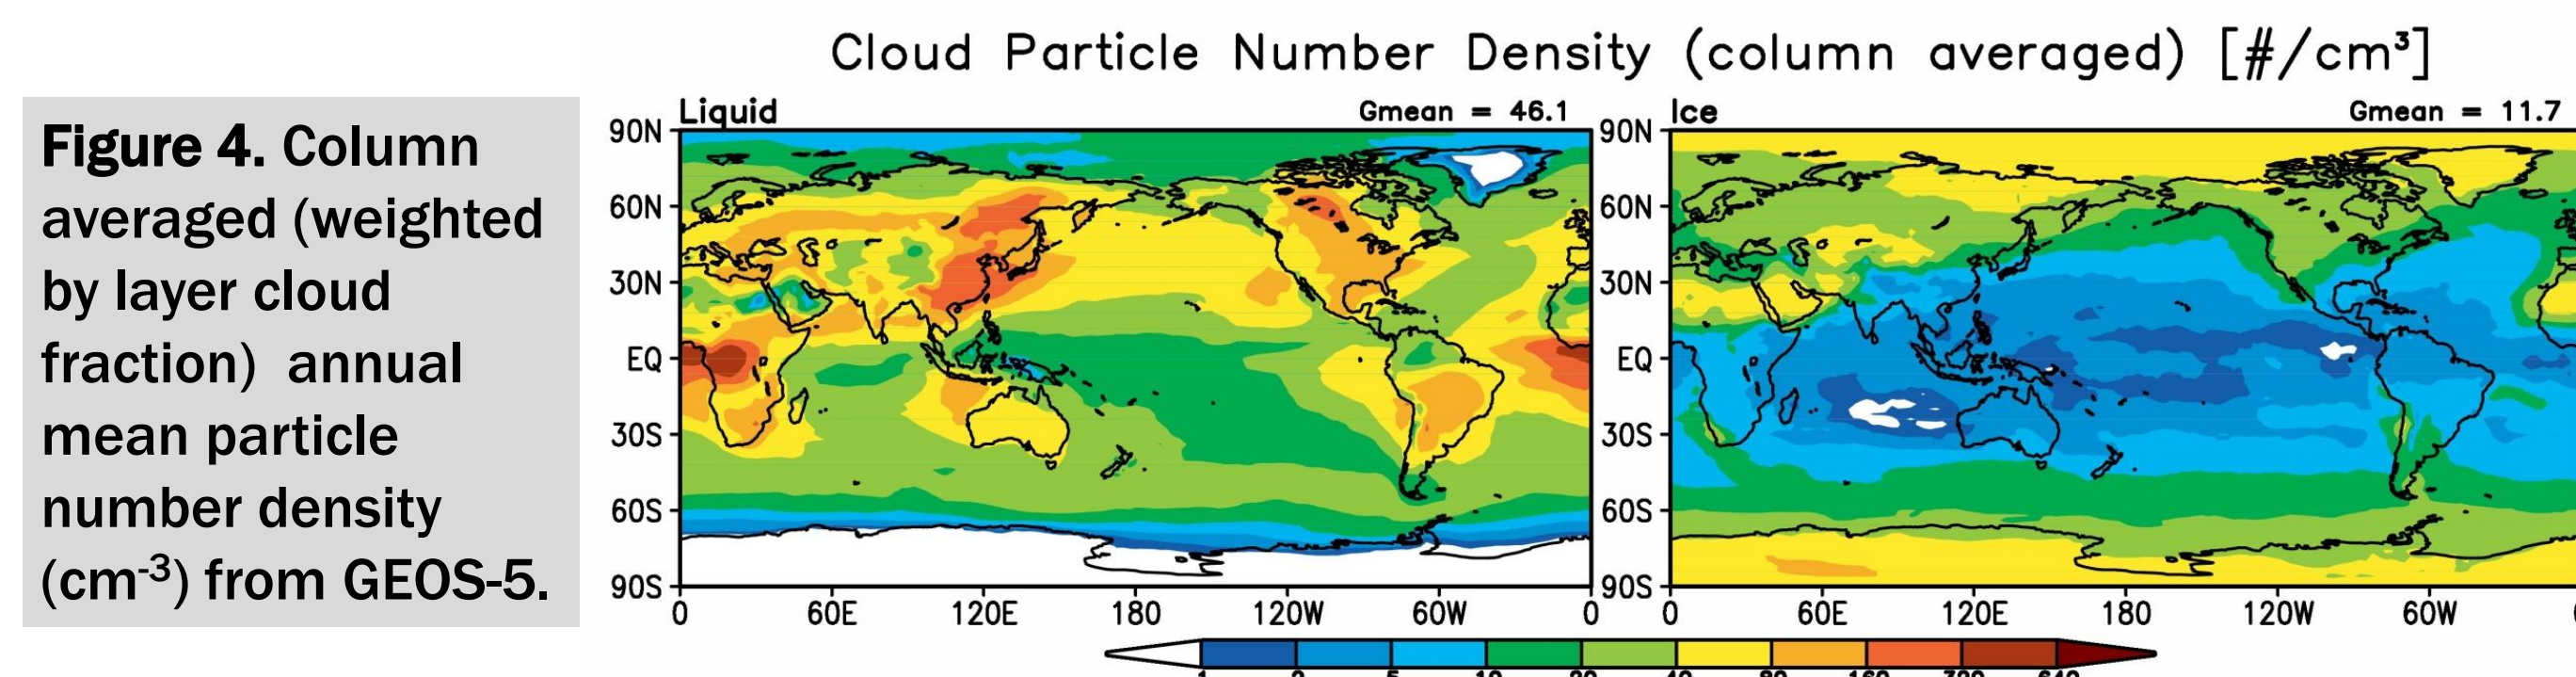 Cloud Particle Number Density (column averaged) [#/cm³]
Figure 4. Column
averaged (weighted
by layer cloud
fraction) annual
mean particle
number density
(cm⁻³) from GEOS-5.
Liquid
Gmean = 46.1
90N
60N
30N
EQ
30S
60S
90S
0 60E 120E 180 120W 60W 0
Ice
Gmean = 11.7
90N
60N
30N
EQ
30S
60S
90S
0 60E 120E 180 120W 60W